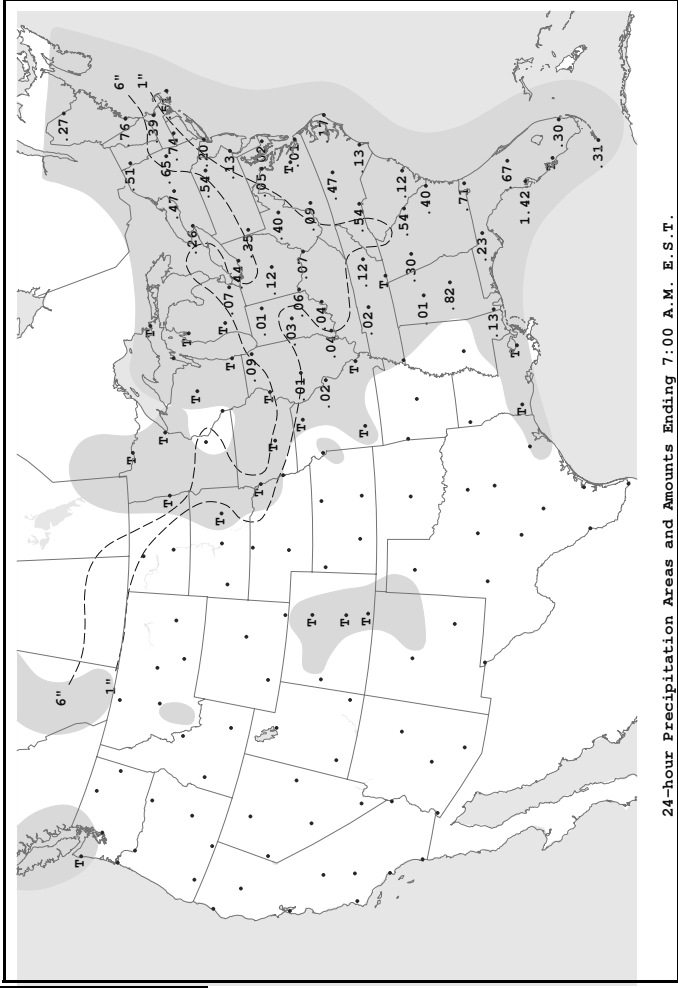 6"
.27
T
1"
6"
.76
.51
T
1"
.39
T
T
.65
T
.74
.47
T
.26
T
.20
.54
T
T
.13
.07
T
.44
.35
.09
T
.02
.05
.01
T
.12
T
.40
T
.01
.03
.06
.01
T
.07
.09
T
.04
.17
.02
.04
.47
T
T
.54
.13
.12
T
T
.02
T
.12
.54
.30
.40
.01
.82
.71
.23
.13
.67
T
T
1.42
T
.30
.31
24-hour Precipitation Areas and Amounts Ending 7:00 A.M. E.S.T.